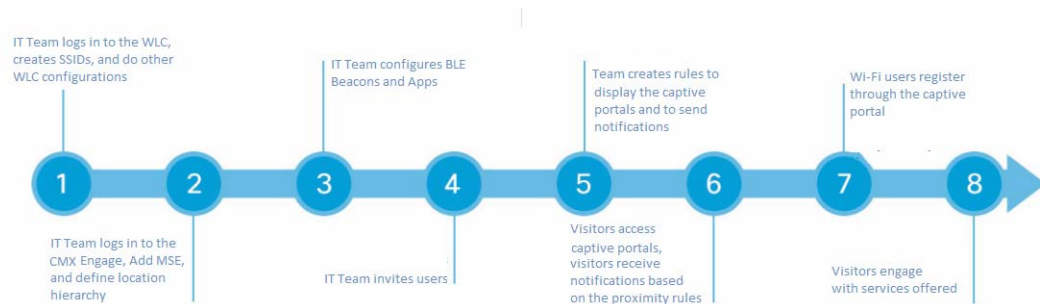 IT Team logs in to the WLC,
creates SSIDs, and do other
WLC configurations
IT Team configures BLE
Beacons and Apps
Team creates rules to
display the captive
portals and to send
notifications
Wi-Fi users register
through the captive
portal
1
2
3
4
5
6
7
8
IT Team logs in to the
CMX Engage, Add MSE,
and define location
hierarchy
IT Team invites users
Visitors access
captive portals,
visitors receive
notifications based
on the proximity rules
Visitors engage
with services offered